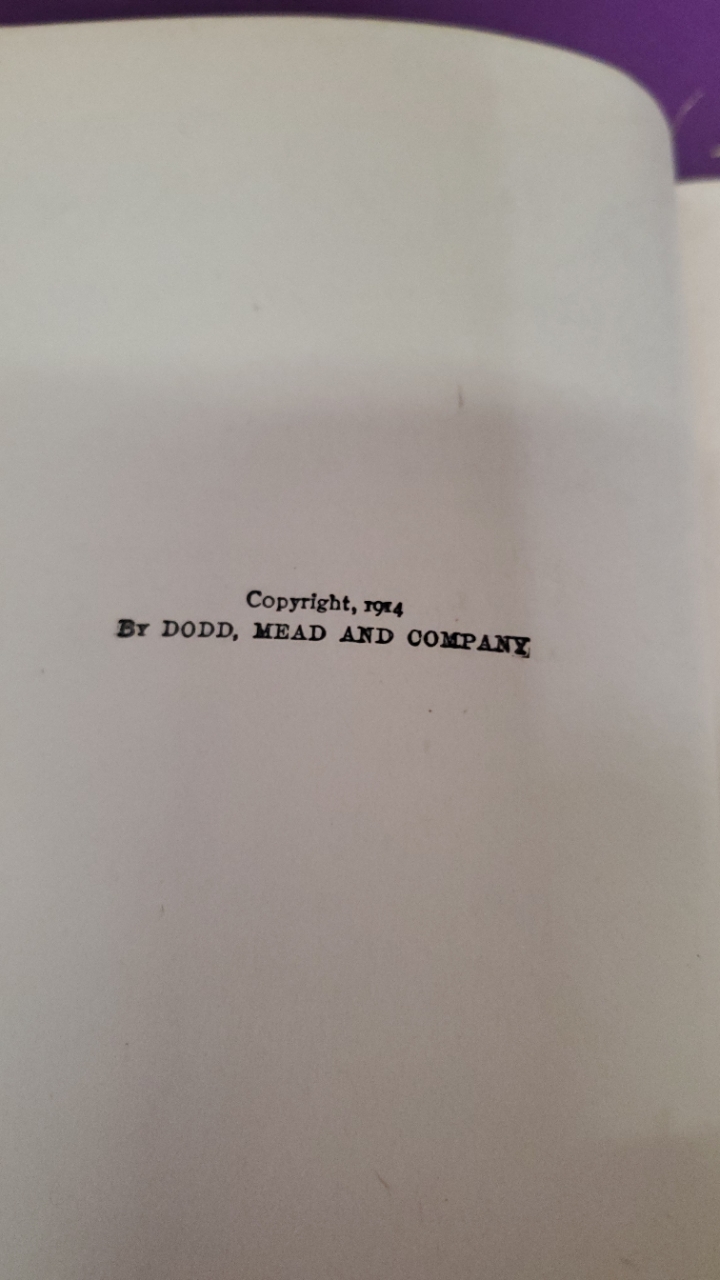 Copyright, 1914
By DODD, MEAD AND COMPANY